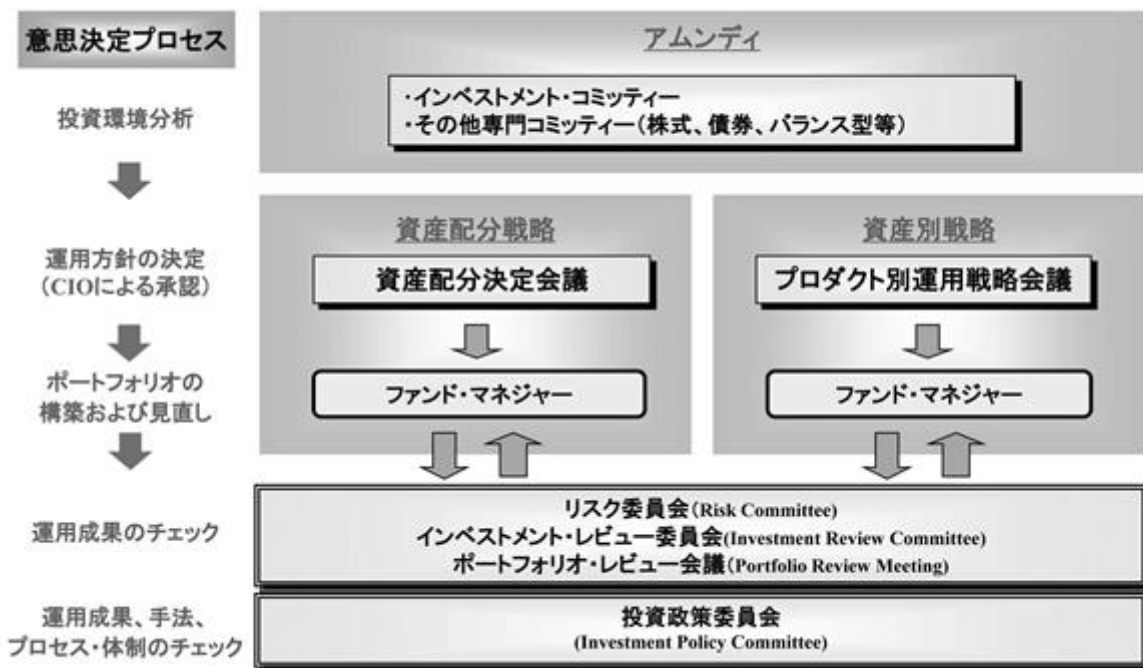 意思決定プロセス
アムンディ
・インベストメント・コミッティー
・その他専門コミッティー(株式、債券、バランス型等)
投資環境分析
資産配分戦略
資産別戦略
運用方針の決定
(CIOによる承認)
資産配分決定会議
プロダクト別運用戦略会議
ポートフォリオの
構築および見直し
ファンド・マネジャー
ファンド・マネジャー
運用成果のチェック
リスク委員会(Risk Committee)
インベストメント・レビュー委員会(Investment Review Committee)
ポートフォリオ・レビュー会議(Portfolio Review Meeting)
運用成果、手法、
プロセス・体制のチェック
投資政策委員会
(Investment Policy Committee)